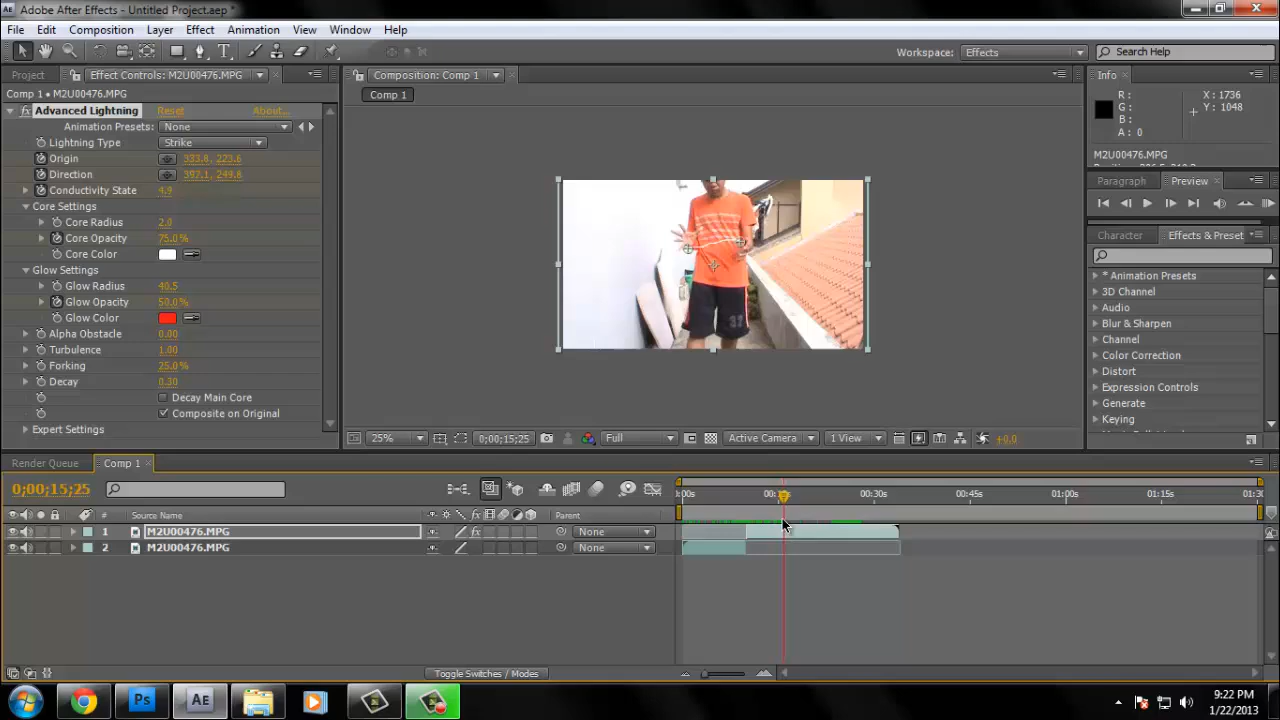 Adobe After Effects - Untitled Project.aep *
File Edit Composition Layer Effect Animation View Window Help
Workspace: Effects Search Help
Project Effect Controls: M2U00476.MPG Composition: Comp 1 Info
Comp 1 • M2U00476.MPG Comp 1
R: X: 1736
G: Y: 1048
B:
A: 0
Advanced Lightning Reset About...
Animation Presets: None
Lightning Type Strike
Origin 333.8, 223.6
Direction 397.1, 249.8
Conductivity State 4.9
Core Settings
Core Radius 2.0
Core Opacity 75.0%
Core Color
Glow Settings
Glow Radius 40.5
Glow Opacity 50.0%
Glow Color
Alpha Obstacle 0.00
Turbulence 1.00
Forking 25.0%
Decay 0.30
Decay Main Core
Composite on Original
Expert Settings
37
25% 0;00;15;25 Full Active Camera 1 View +0.0
M2U00476.MPG
Paragraph Preview
Character Effects & Preset
* Animation Presets
3D Channel
Audio
Blur & Sharpen
Channel
Color Correction
Distort
Expression Controls
Generate
Keying
Render Queue Comp 1
0;00;15;25 00:30s 00:45s 01:00s 01:15s 01:30
# Source Name Parent
1 M2U00476.MPG None
2 M2U00476.MPG None
Toggle Switches / Modes
Ps AE
9:22 PM
1/22/2013